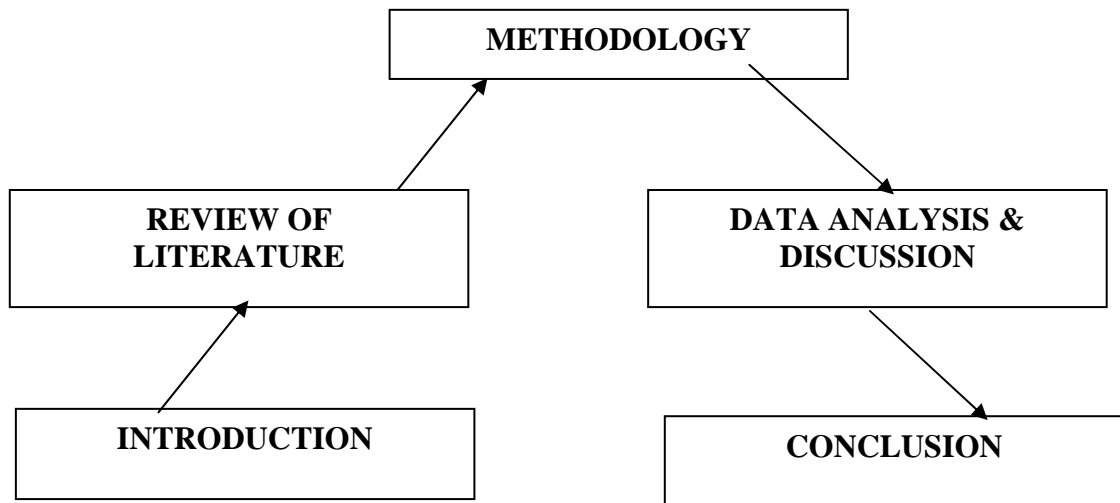 METHODOLOGY
REVIEW OF
LITERATURE
DATA ANALYSIS &
DISCUSSION
INTRODUCTION
CONCLUSION